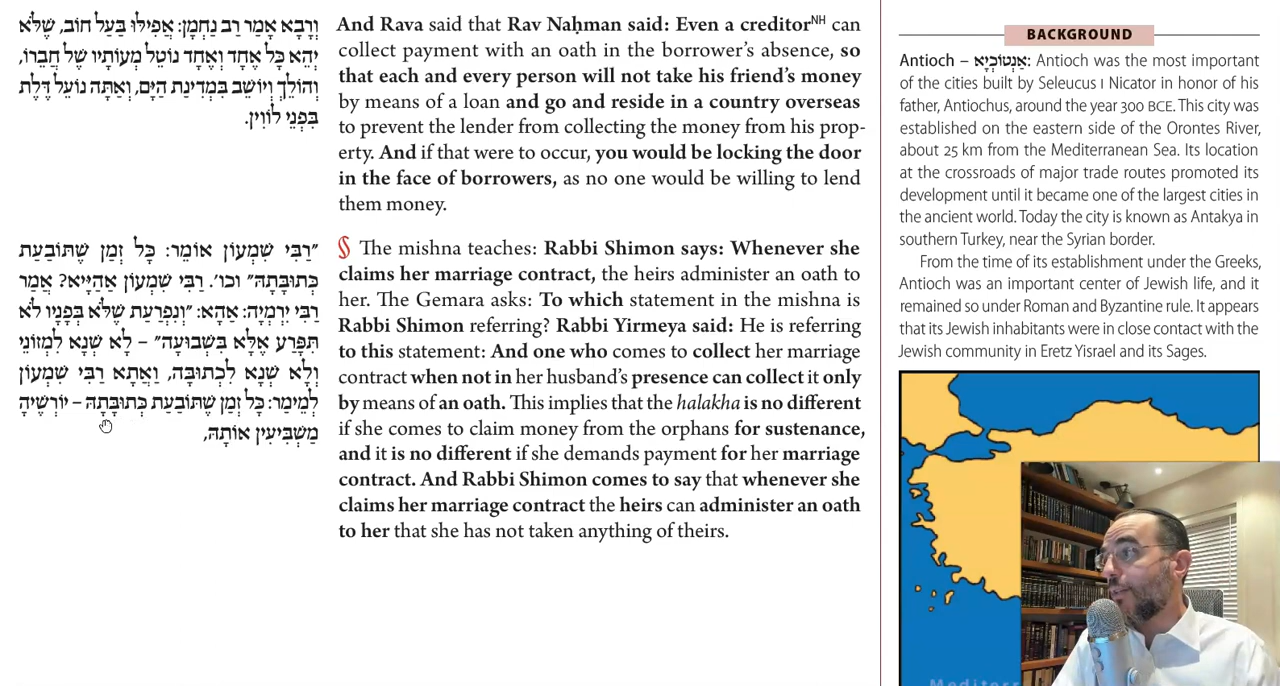 וְרָבָא אָמַר רַב נַחְמָן: אֲפִילּוּ בַּעַל חוֹב, שֶׁלֹּא
יְהֵא כׇּל אֶחָד וְאֶחָד נוֹטֵל מְעוֹתָיו שֶׁל חֲבֵרוֹ,
וְהוֹלֵךְ וְיוֹשֵׁב בִּמְדִינַת הַיָּם, וְאַתָּה נוֹעֵל דֶּלֶת
בִּפְנֵי לוֹוִין.
״רַבִּי שִׁמְעוֹן אוֹמֵר: כׇּל זְמַן שֶׁתּוֹבַעַת
כְּתוּבָּתָהּ״ וכו׳. רַבִּי שִׁמְעוֹן אַהַיָּיא? אָמַר
רַבִּי יִרְמְיָה: אַהָא: ״וְנִפְרַעַת שֶׁלֹּא בְּפָנָיו לֹא
תִּפָּרַע אֶלָּא בִּשְׁבוּעָה״ – לָא שְׁנָא לִמְזוֹנֵי
וְלָא שְׁנָא לִכְתוּבָּה, וַאֲתָא רַבִּי שִׁמְעוֹן
לְמֵימַר: כׇּל זְמַן שֶׁתּוֹבַעַת כְּתוּבָּתָהּ – יוֹרְשֶׁיהָ
מַשְׁבִּיעִין אוֹתָהּ,
And Rava said that Rav Naḥman said: Even a creditorᴺᴴ can
collect payment with an oath in the borrower's absence, so
that each and every person will not take his friend's money
by means of a loan and go and reside in a country overseas
to prevent the lender from collecting the money from his prop-
erty. And if that were to occur, you would be locking the door
in the face of borrowers, as no one would be willing to lend
them money.
§ The mishna teaches: Rabbi Shimon says: Whenever she
claims her marriage contract, the heirs administer an oath to
her. The Gemara asks: To which statement in the mishna is
Rabbi Shimon referring? Rabbi Yirmeya said: He is referring
to this statement: And one who comes to collect her marriage
contract when not in her husband's presence can collect it only
by means of an oath. This implies that the halakha is no different
if she comes to claim money from the orphans for sustenance,
and it is no different if she demands payment for her marriage
contract. And Rabbi Shimon comes to say that whenever she
claims her marriage contract the heirs can administer an oath
to her that she has not taken anything of theirs.
BACKGROUND
Antioch – אַנְטוֹכְיָא: Antioch was the most important
of the cities built by Seleucus I Nicator in honor of his
father, Antiochus, around the year 300 BCE. This city was
established on the eastern side of the Orontes River,
about 25 km from the Mediterranean Sea. Its location
at the crossroads of major trade routes promoted its
development until it became one of the largest cities in
the ancient world. Today the city is known as Antakya in
southern Turkey, near the Syrian border.
From the time of its establishment under the Greeks,
Antioch was an important center of Jewish life, and it
remained so under Roman and Byzantine rule. It appears
that its Jewish inhabitants were in close contact with the
Jewish community in Eretz Yisrael and its Sages.